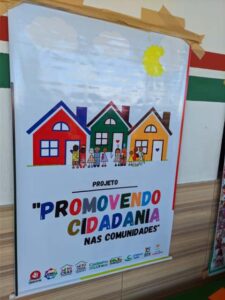 PROJETO
"PROMOVENDO
CIDADANIA
NAS COMUNIDADES"